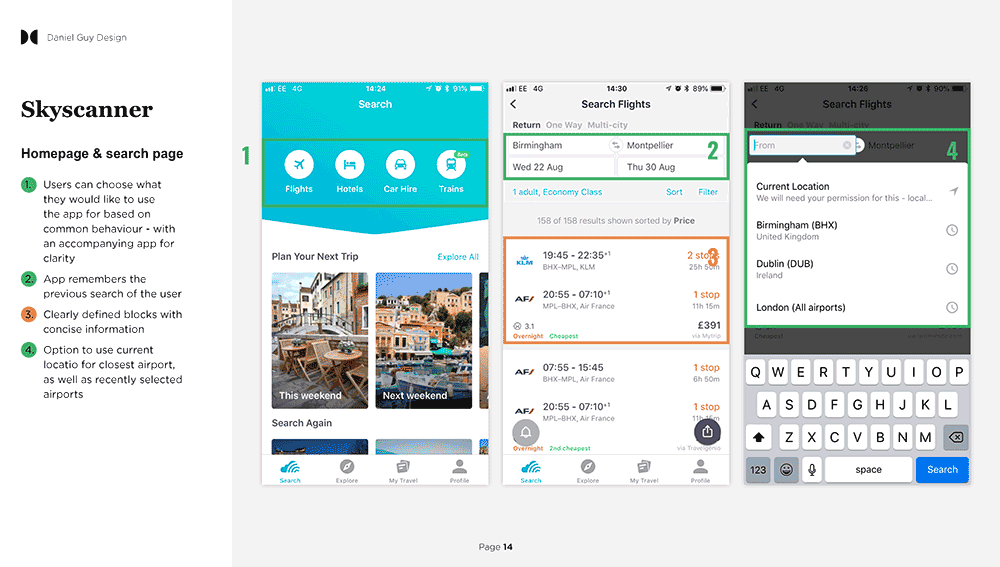 Daniel Guy Design
Skyscanner
Homepage & search page
1. Users can choose what
they would like to use
the app for based on
common behaviour - with
an accompanying app for
clarity
2. App remembers the
previous search of the user
3. Clearly defined blocks with
concise information
4. Option to use current
locatio for closest airport,
as well as recently selected
airports
1
EE 4G 14:24 91%
Search
Flights Hotels Car Hire Trains
Beta
Plan Your Next Trip Explore All
This weekend Next weekend
Search Again
Search Explore My Travel Profile
EE 4G 14:30 89%
Search Flights
Return One Way Multi-city
Birmingham Montpellier
Wed 22 Aug Thu 30 Aug
2
1 adult, Economy Class Sort Filter
158 of 158 results shown sorted by Price
3
KLM 19:45 - 22:35+1 2 stops
BHX-MPL, KLM 25h 50m
AF 20:55 - 07:10+1 1 stop
MPL-BHX, Air France 11h 15m
3.1 £391
Overnight Cheapest via Mytrip
AF 07:55 - 15:45 1 stop
BHX-MPL, Air France 6h 50m
AF 20:55 - 07:10+1 1 stop
MPL-BHX, Air France 11h 15m
Overnight 2nd cheapest via Travelgenio
Search Explore My Travel Profile
EE 4G 14:26 90%
Search Flights
Return One Way Multi-city
From Montpellier
4
Current Location
We will need your permission for this - local...
Birmingham (BHX)
United Kingdom
Dublin (DUB)
Ireland
London (All airports)
Cheapest
Q W E R T Y U I O P
A S D F G H J K L
Z X C V B N M
123 space Search
Page 14